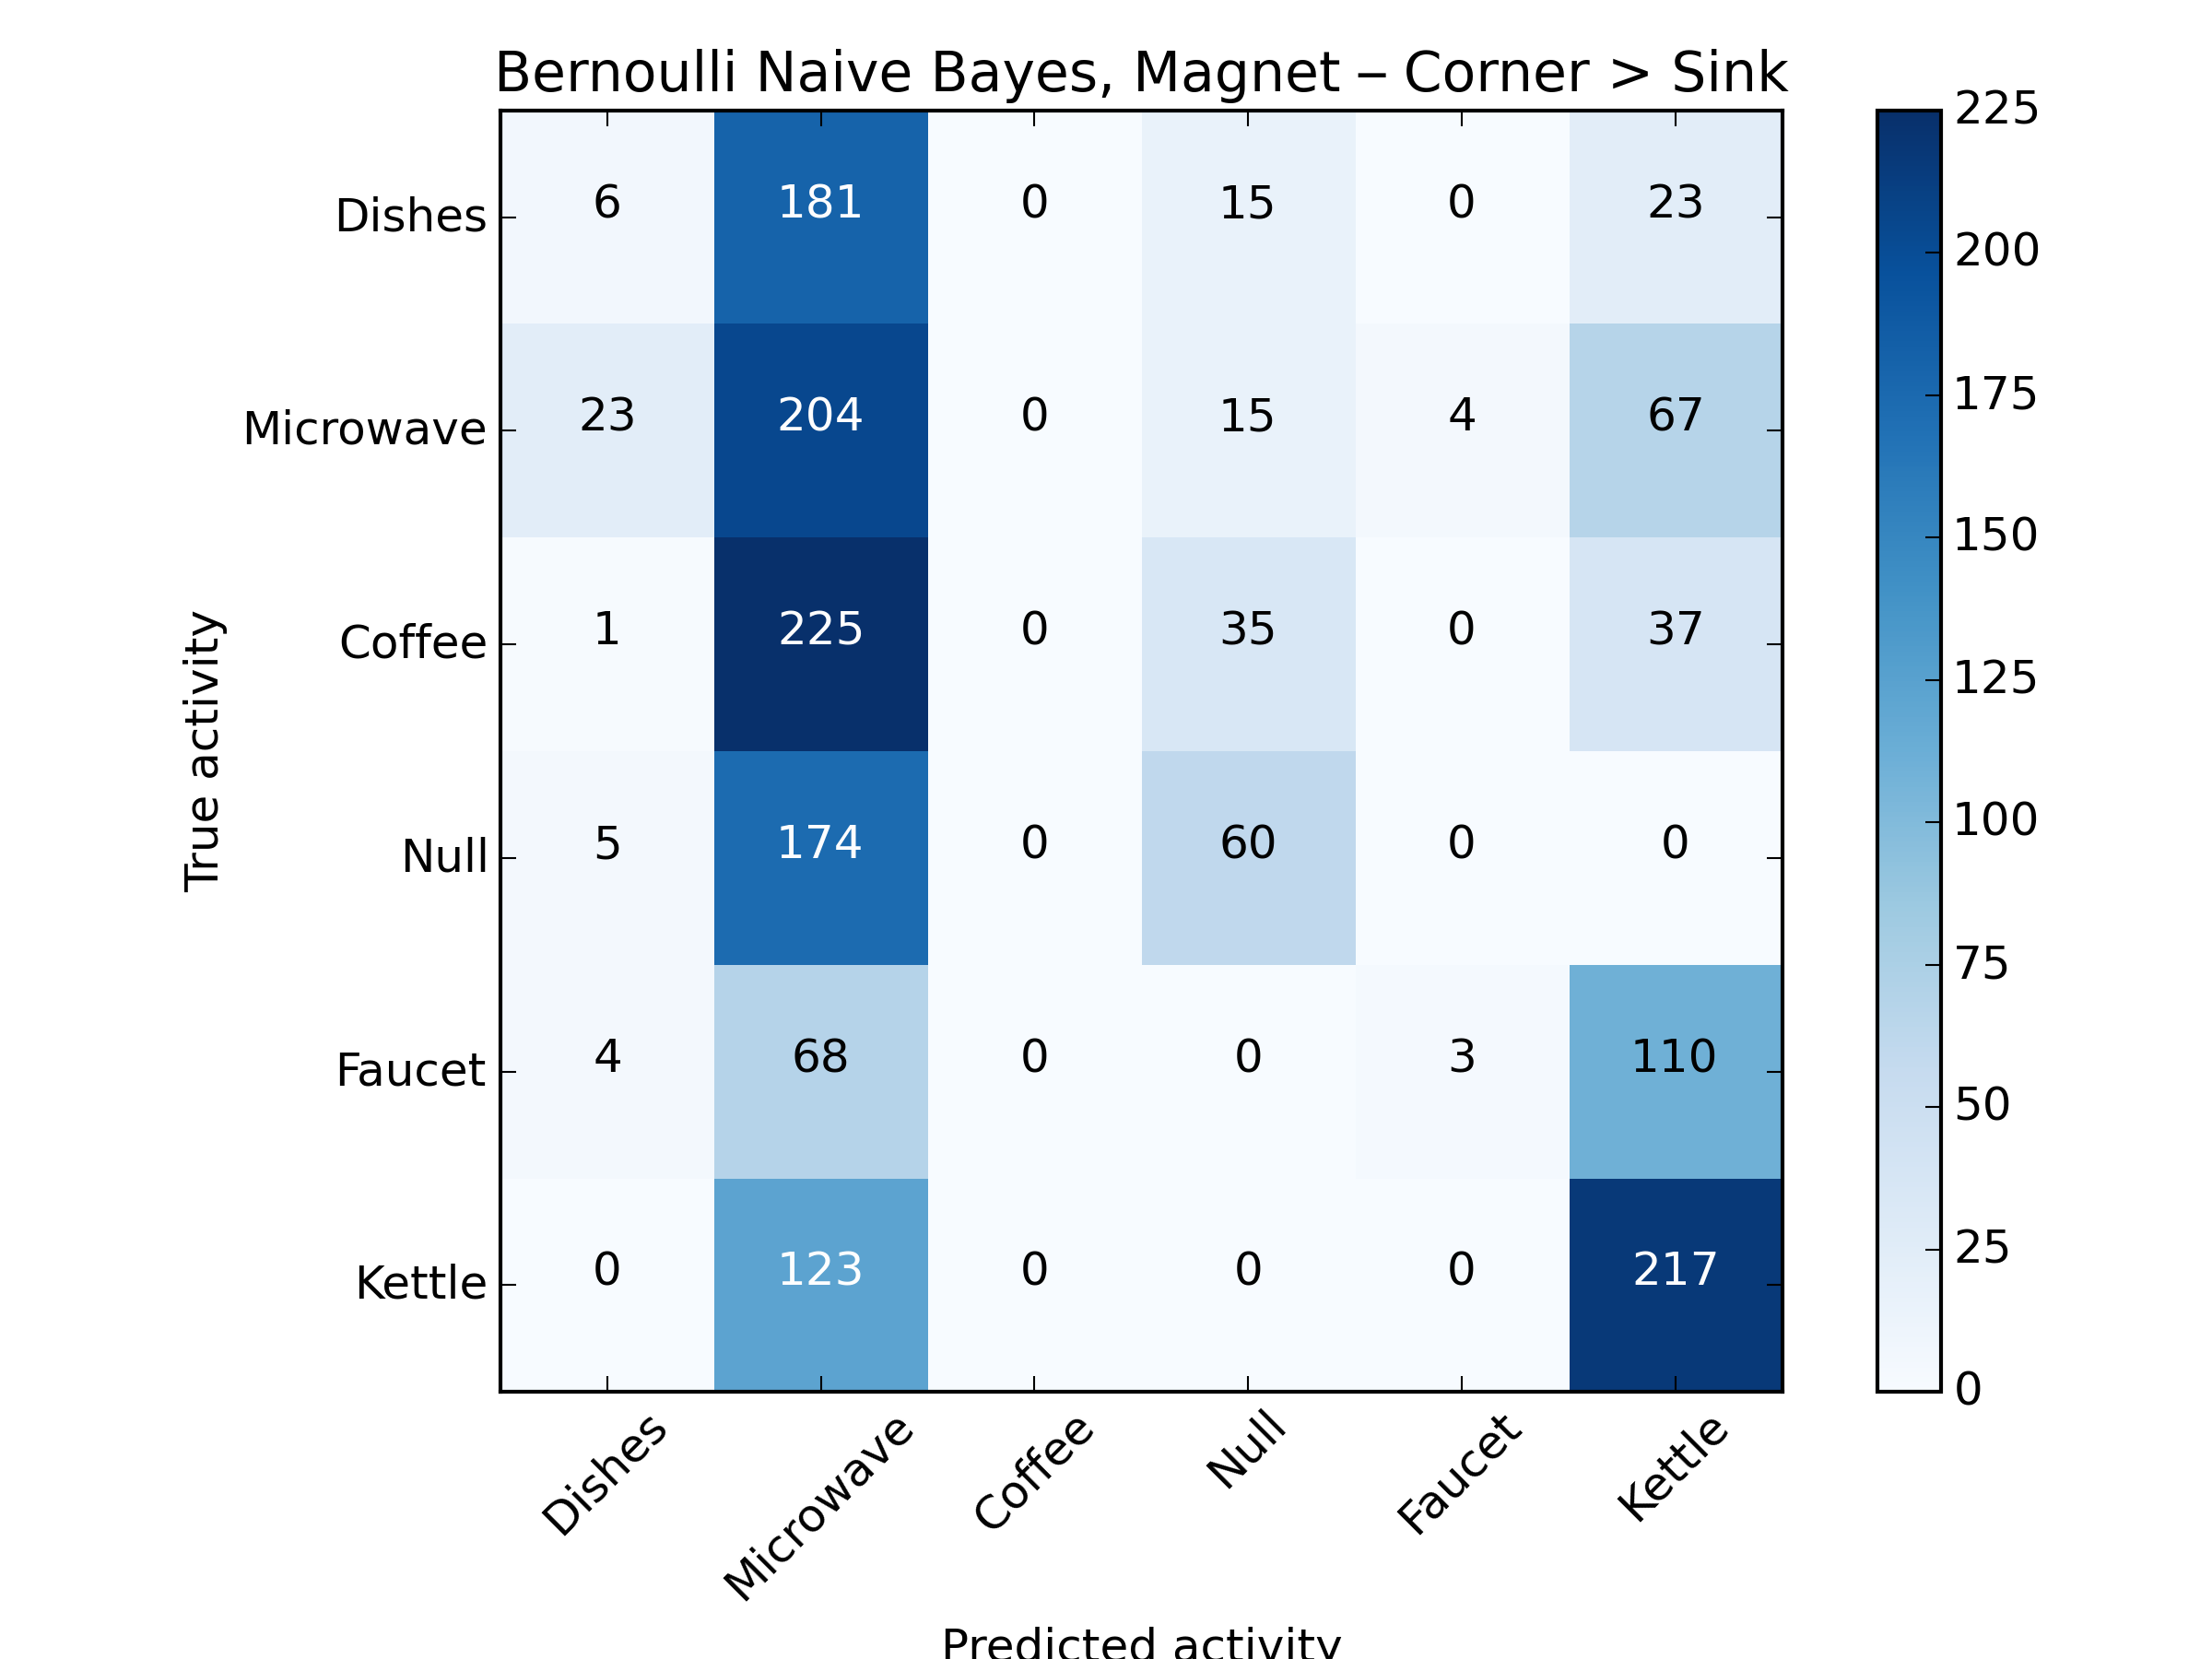 Bernoulli Naive Bayes, Magnet – Corner > Sink
Dishes 6 181 0 15 0 23
Microwave 23 204 0 15 4 67
Coffee 1 225 0 35 0 37
Null 5 174 0 60 0 0
Faucet 4 68 0 0 3 110
Kettle 0 123 0 0 0 217
True activity
Dishes Microwave Coffee Null Faucet Kettle
Predicted activity
225
200
175
150
125
100
75
50
25
0